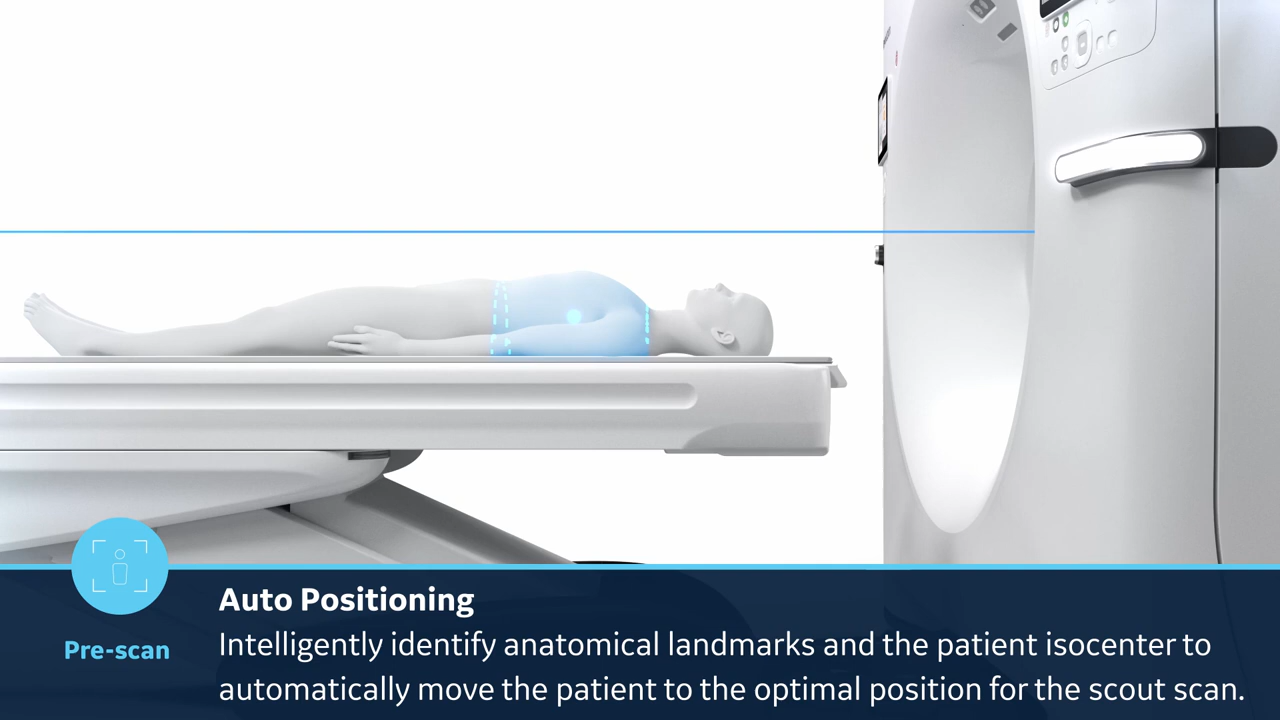 Auto Positioning
Pre-scan
Intelligently identify anatomical landmarks and the patient isocenter to
automatically move the patient to the optimal position for the scout scan.